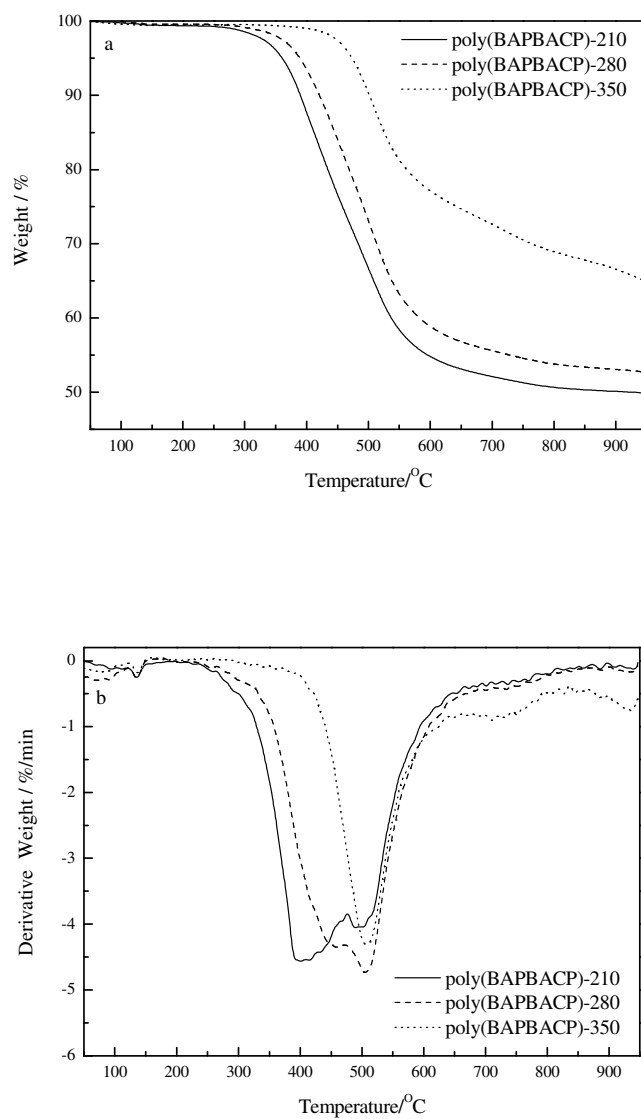 100
a
poly(BAPBACP)-210
poly(BAPBACP)-280
poly(BAPBACP)-350
90
80
70
60
50
Weight / %
100 200 300 400 500 600 700 800 900
Temperature/OC
0
b
-1
-2
-3
-4
-5
-6
Derivative Weight / %/min
poly(BAPBACP)-210
poly(BAPBACP)-280
poly(BAPBACP)-350
100 200 300 400 500 600 700 800 900
Temperature/OC